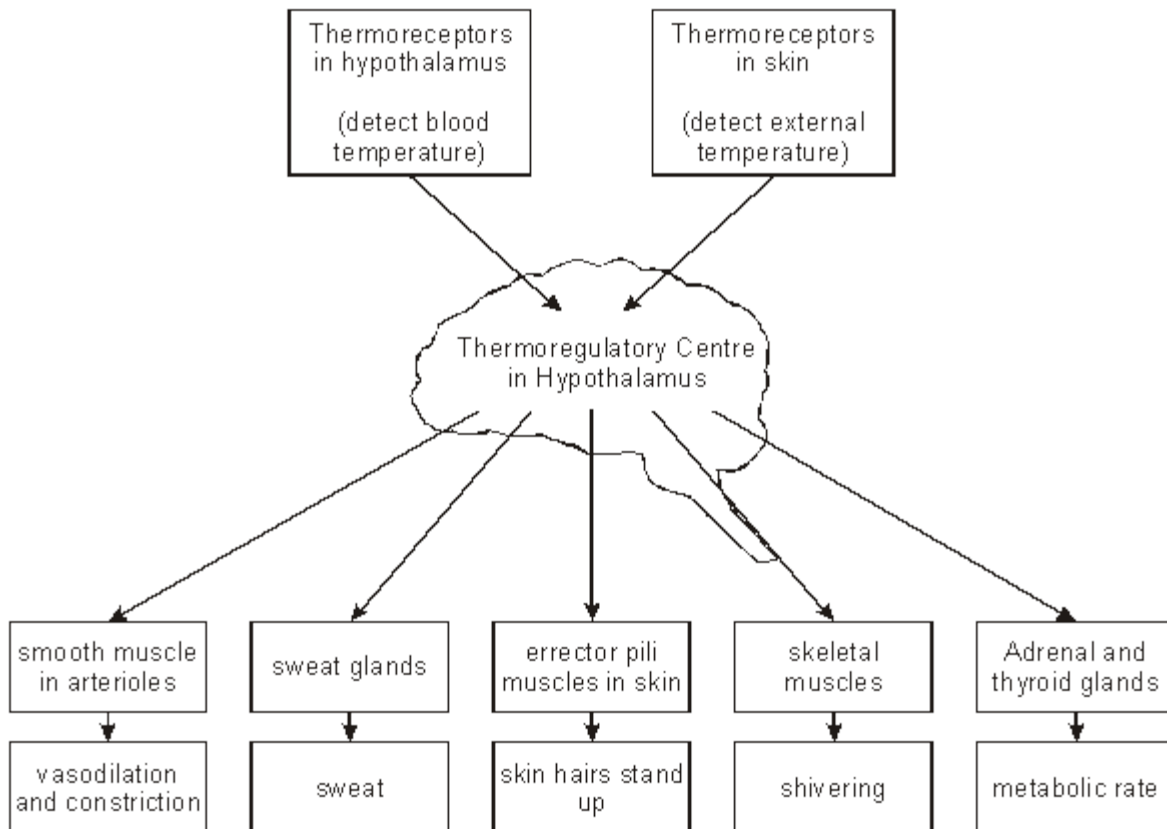 Thermoreceptors
in hypothalamus
(detect blood
temperature)
Thermoreceptors
in skin
(detect external
temperature)
Thermoregulatory Centre
in Hypothalamus
smooth muscle
in arterioles
sweat glands
errector pili
muscles in skin
skeletal
muscles
Adrenal and
thyroid glands
vasodilation
and constriction
sweat
skin hairs stand
up
shivering
metabolic rate